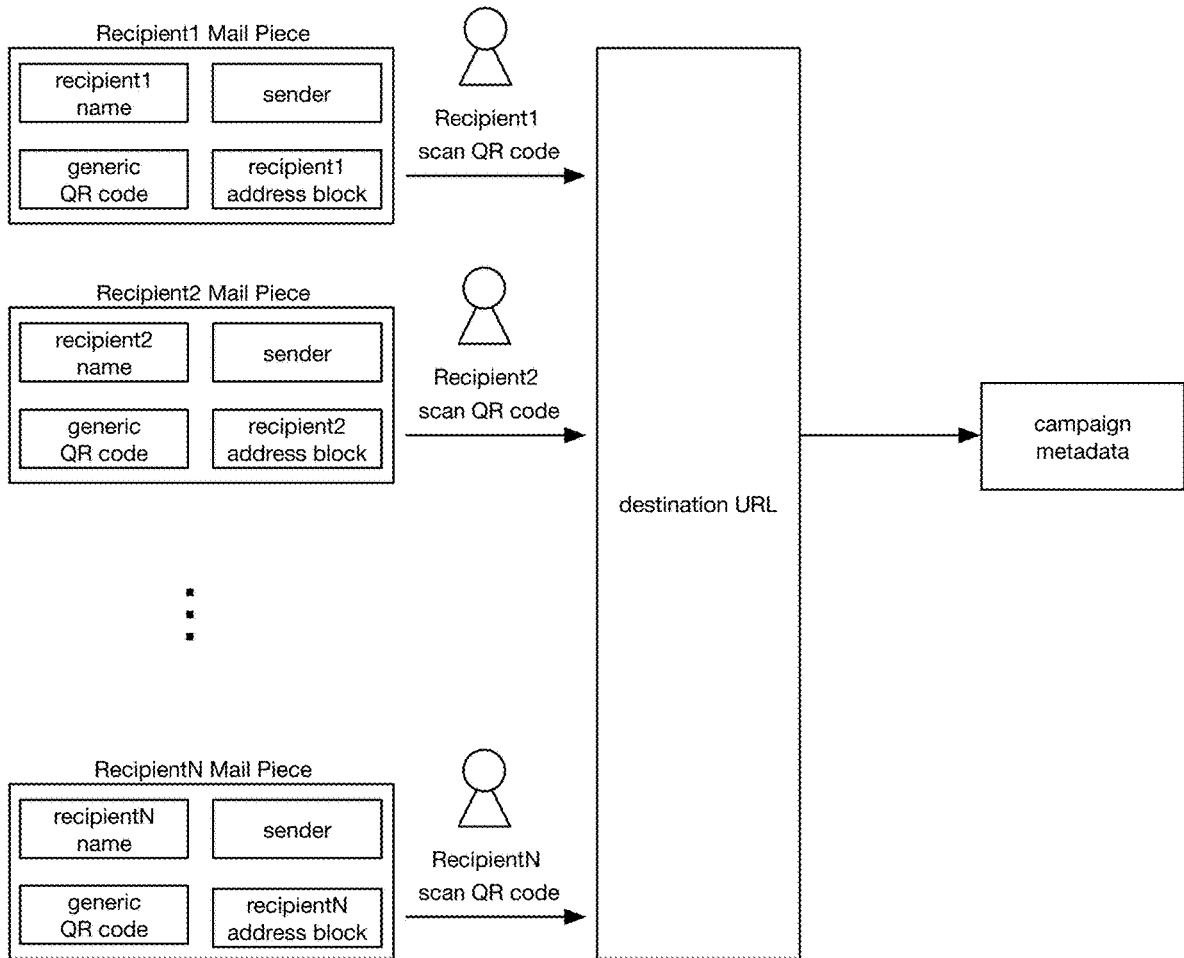 Recipient1 Mail Piece
recipient1
name
sender
generic
QR code
recipient1
address block
Recipient1
scan QR code
Recipient2 Mail Piece
recipient2
name
sender
generic
QR code
recipient2
address block
Recipient2
scan QR code
destination URL
campaign
metadata
RecipientN Mail Piece
recipientN
name
sender
generic
QR code
recipientN
address block
RecipientN
scan QR code